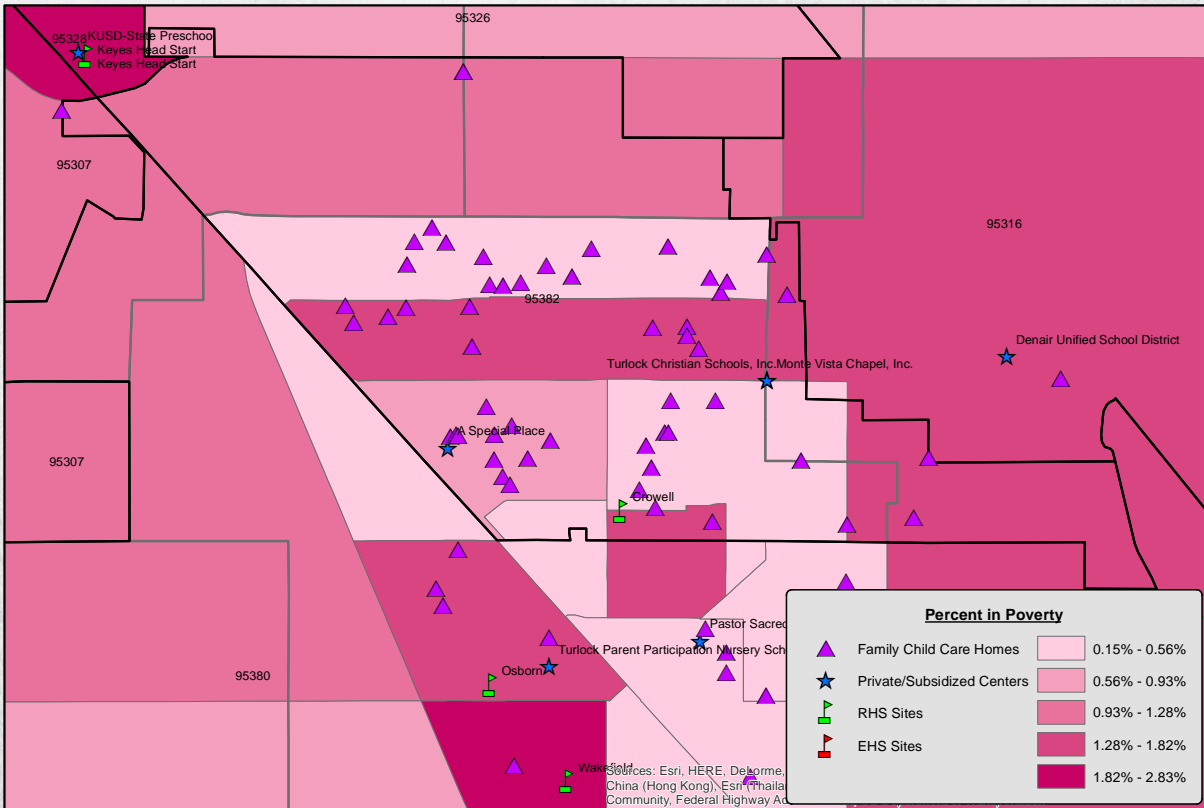 95326
95328
KUSD-State Preschoo
Keyes Head Start
Keyes Head Start
95307
95316
95382
Denair Unified School District
Turlock Christian Schools, Inc.
Monte Vista Chapel, Inc.
A Special Place
95307
Crowell
Pastor Sacred
Turlock Parent Participation Nursery Sch
Osborn
95380
Wakefield
Sources: Esri, HERE, DeLorme,
China (Hong Kong), Esri (Thailan
Community, Federal Highway Ad
Percent in Poverty
Family Child Care Homes
Private/Subsidized Centers
RHS Sites
EHS Sites
0.15% - 0.56%
0.56% - 0.93%
0.93% - 1.28%
1.28% - 1.82%
1.82% - 2.83%